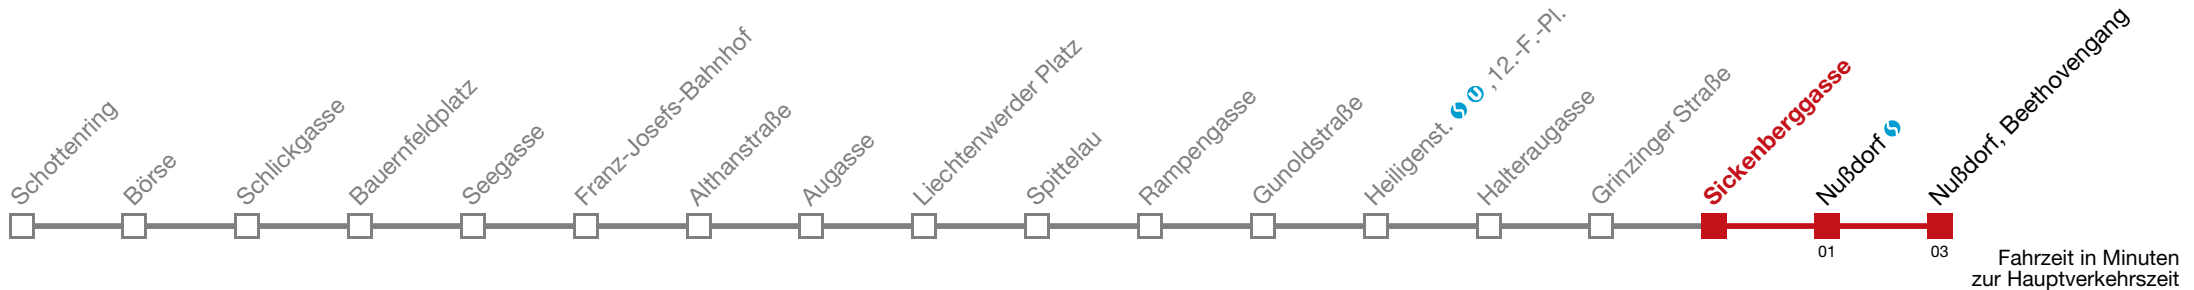 Schottenring
Börse
Schlickgasse
Bauernfeldplatz
Seegasse
Franz-Josefs-Bahnhof
Althanstraße
Augasse
Liechtenwerder Platz
Spittelau
Rampengasse
Gunoldstraße
Heiligenst. S U , 12.-F.-Pl.
Halteraugasse
Grinzinger Straße
Sickenberggasse
Nußdorf S
Nußdorf, Beethovengang
01
03
Fahrzeit in Minuten
zur Hauptverkehrszeit